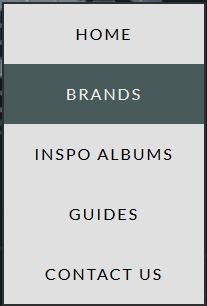 HOME
BRANDS
INSPO ALBUMS
GUIDES
CONTACT US